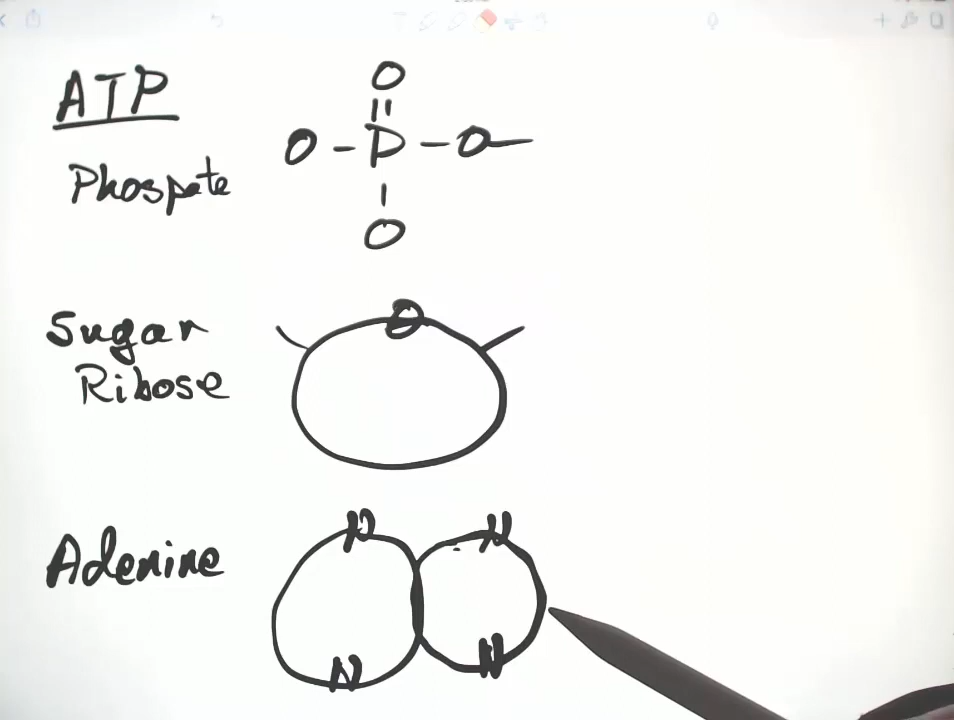 ATP
O
||
O - P - O —
|
O
Phospate
O
Sugar
Ribose
N N
Adenine
N N